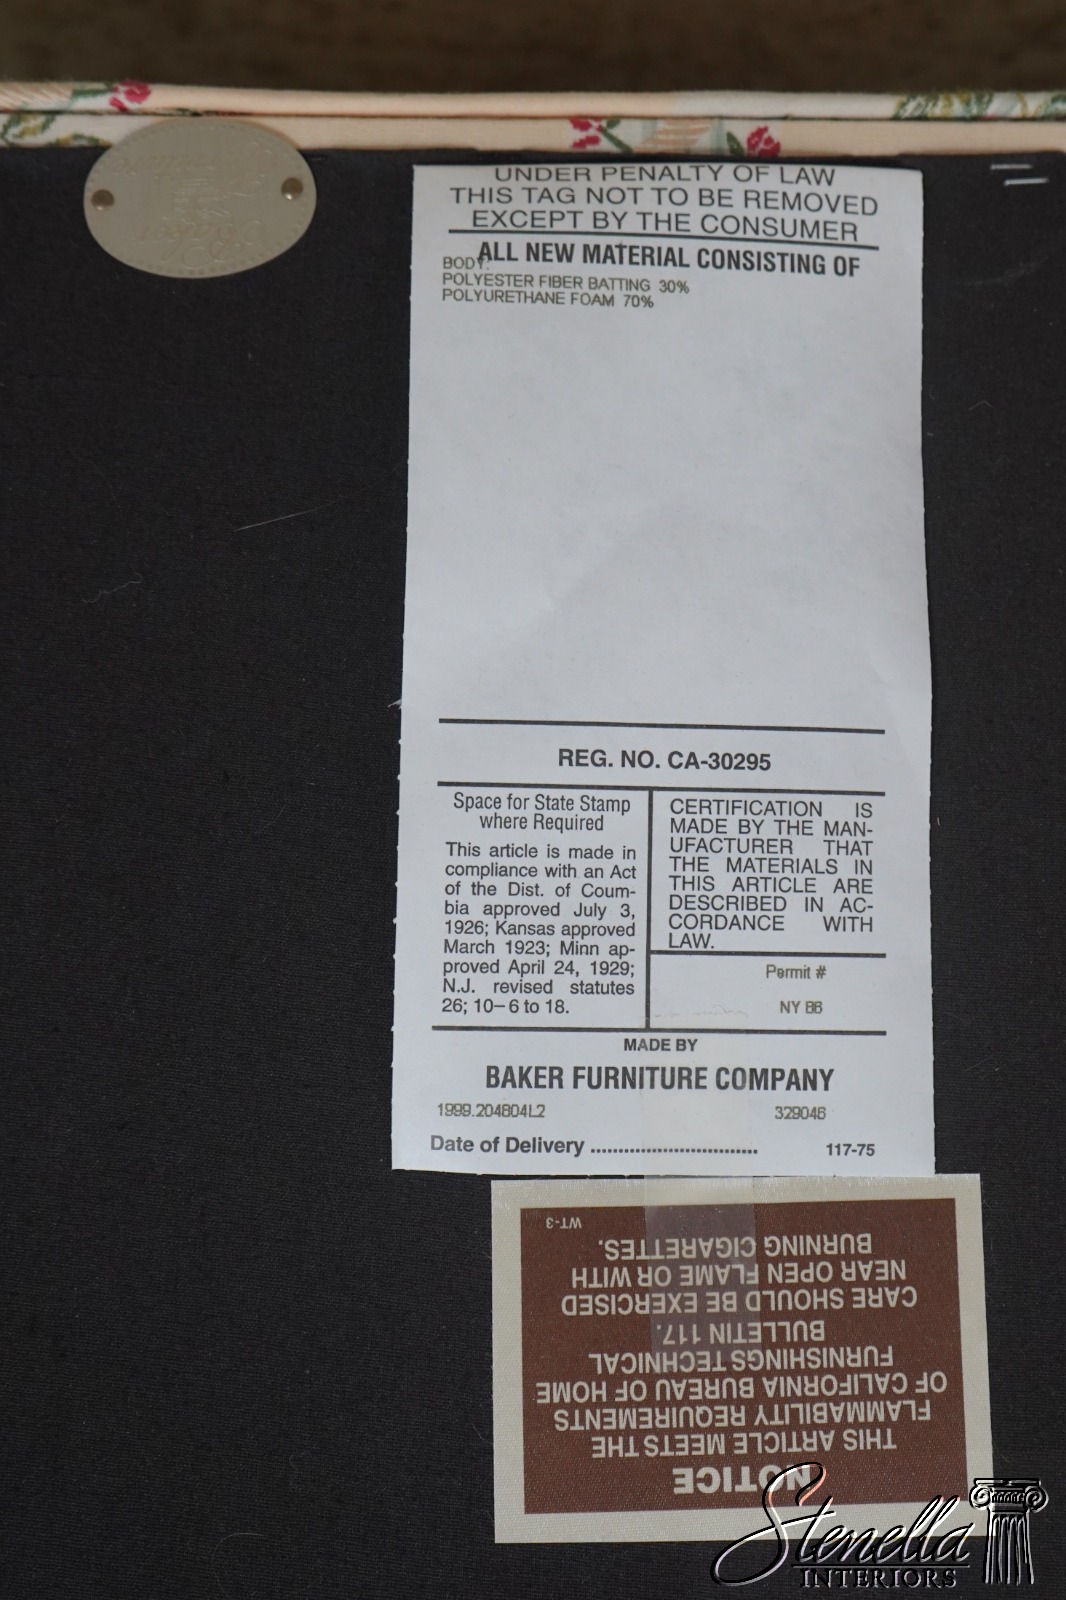 UNDER PENALTY OF LAW
THIS TAG NOT TO BE REMOVED
EXCEPT BY THE CONSUMER
ALL NEW MATERIAL CONSISTING OF
BODY:
POLYESTER FIBER BATTING 30%
POLYURETHANE FOAM 70%
REG. NO. CA-30295
Space for State Stamp
where Required
This article is made in
compliance with an Act
of the Dist. of Coum-
bia approved July 3,
1926; Kansas approved
March 1923; Minn ap-
proved April 24, 1929;
N.J. revised statutes
26; 10–6 to 18.
CERTIFICATION IS
MADE BY THE MAN-
UFACTURER THAT
THE MATERIALS IN
THIS ARTICLE ARE
DESCRIBED IN AC-
CORDANCE WITH
LAW.
Permit #
NY 86
MADE BY
BAKER FURNITURE COMPANY
1999.204804L2 329046
Date of Delivery .............................. 117-75
NOTICE
THIS ARTICLE MEETS THE
FLAMMABILITY REQUIREMENTS
OF CALIFORNIA BUREAU OF HOME
FURNISHINGS TECHNICAL
BULLETIN 117.
CARE SHOULD BE EXERCISED
NEAR OPEN FLAME OR WITH
BURNING CIGARETTES.
WT-3
Stenella
INTERIORS